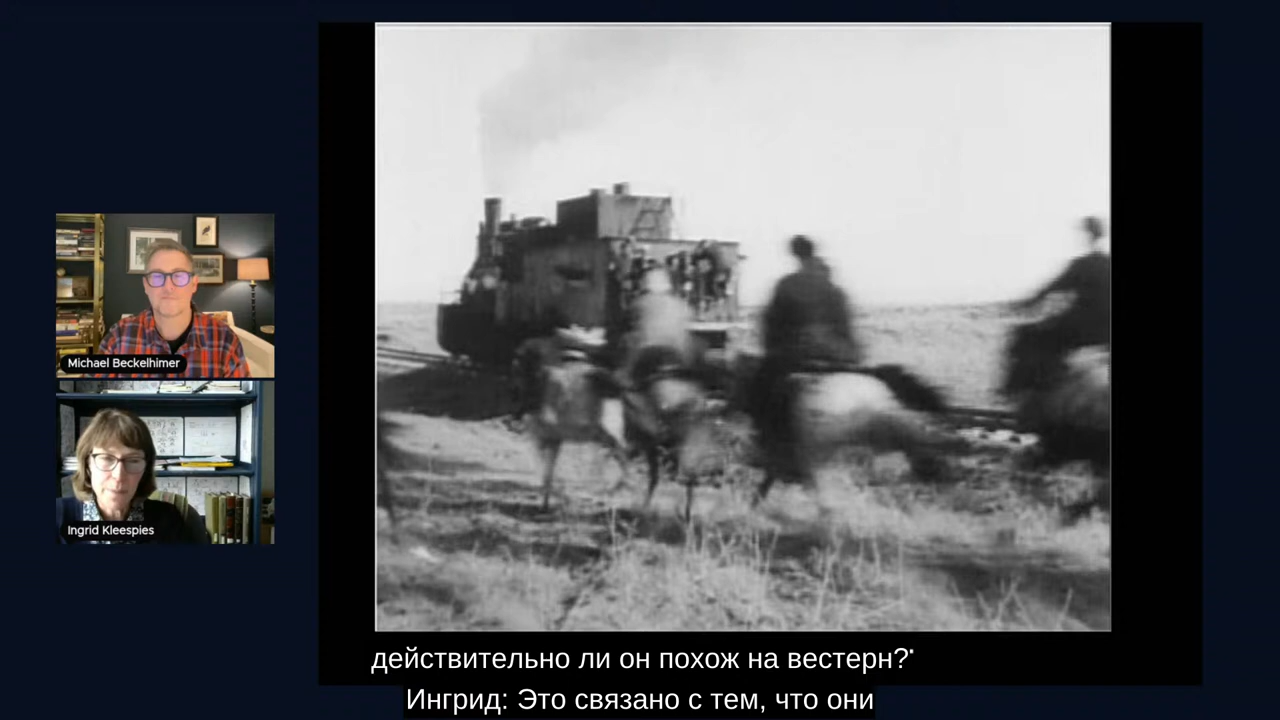 Michael Beckelhimer
Ingrid Kleespies
действительно ли он похож на вестерн?
Ингрид: Это связано с тем, что они